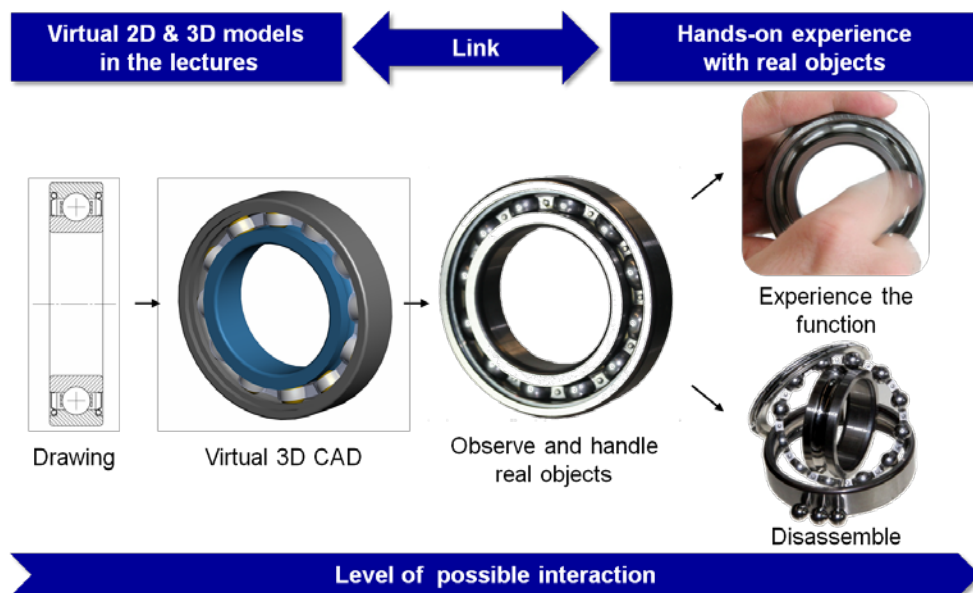 Virtual 2D & 3D models
in the lectures
Link
Hands-on experience
with real objects
Drawing
Virtual 3D CAD
Observe and handle
real objects
Experience the
function
Disassemble
Level of possible interaction